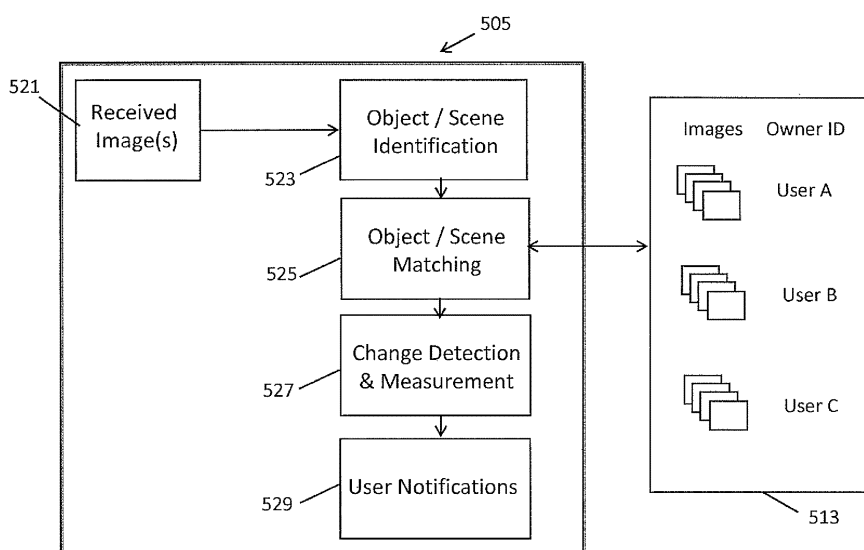 505
521
Received
Image(s)
Object / Scene
Identification
523
Images Owner ID
User A
Object / Scene
Matching
525
User B
Change Detection
& Measurement
527
User C
User Notifications
529
513